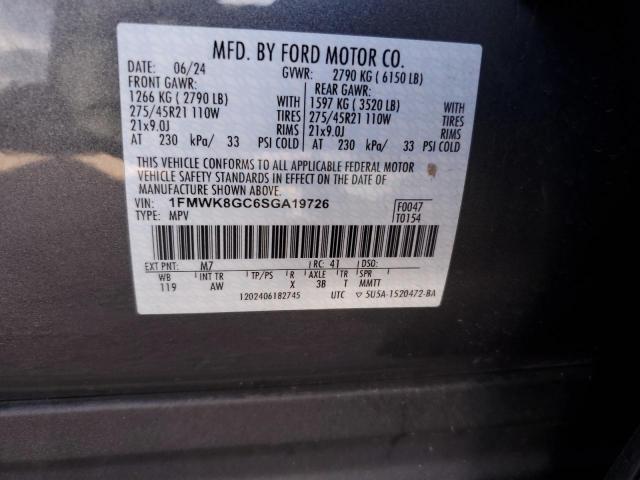 MFD. BY FORD MOTOR CO.
DATE: 06/24 GVWR: 2790 KG ( 6150 LB)
FRONT GAWR: REAR GAWR:
1266 KG ( 2790 LB) WITH 1597 KG ( 3520 LB) WITH
275/45R21 110W TIRES 275/45R21 110W TIRES
21x9.0J RIMS 21x9.0J RIMS
AT 230 kPa/ 33 PSI COLD AT 230 kPa/ 33 PSI COLD
THIS VEHICLE CONFORMS TO ALL APPLICABLE FEDERAL MOTOR
VEHICLE SAFETY STANDARDS IN EFFECT ON THE DATE OF
MANUFACTURE SHOWN ABOVE.
VIN: 1FMWK8GC6SGA19726 F0047
TYPE: MPV T0154
EXT PNT: M7 RC: 41 DSO:
WB INT TR TP/PS R AXLE TR SPR
119 AW X 3B T MMTT
1202406182745 UTC ▽ 5U5A-1520472-BA